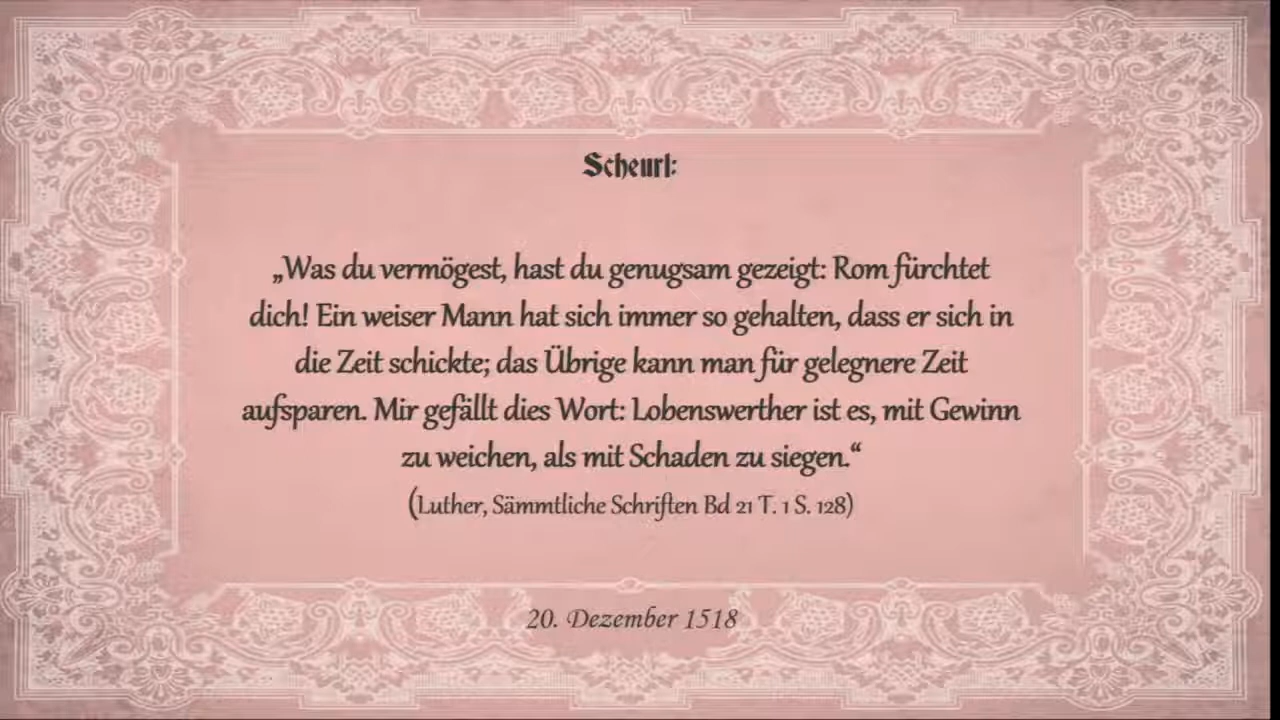 Scheurl:
„Was du vermögest, hast du genugsam gezeigt: Rom fürchtet
dich! Ein weiser Mann hat sich immer so gehalten, dass er sich in
die Zeit schickte; das Übrige kann man für gelegnere Zeit
aufsparen. Mir gefällt dies Wort: Lobenswerther ist es, mit Gewinn
zu weichen, als mit Schaden zu siegen.“
(Luther, Sämmtliche Schriften Bd 21 T. 1 S. 128)
20. Dezember 1518